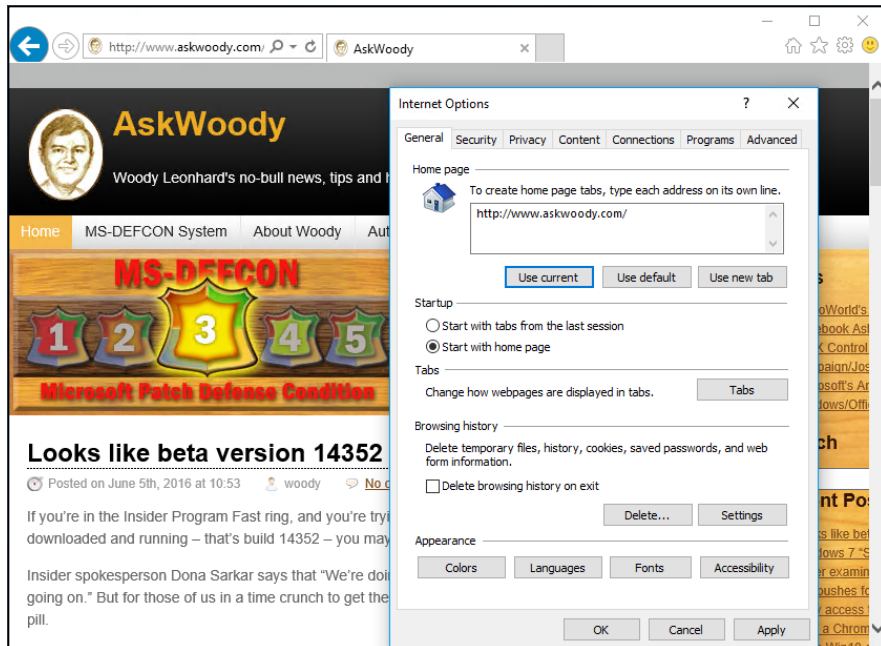 http://www.askwoody.com/
AskWoody
AskWoody
Woody Leonhard's no-bull news, tips and
Home MS-DEFCON System About Woody
MS-DEFCON
1 2 3 4 5
Microsoft Patch Defense Condition
Looks like beta version 14352
Posted on June 5th, 2016 at 10:53 woody No
If you're in the Insider Program Fast ring, and you're
downloaded and running – that's build 14352 – you may
Insider spokesperson Dona Sarkar says that “We're
going on.” But for those of us in a time crunch to get the
pill.
Internet Options
?
General Security Privacy Content Connections Programs Advanced
Home page
To create home page tabs, type each address on its own line.
http://www.askwoody.com/
Use current Use default Use new tab
Startup
Start with tabs from the last session
Start with home page
Tabs
Change how webpages are displayed in tabs.
Tabs
Browsing history
Delete temporary files, history, cookies, saved passwords, and web
form information.
Delete browsing history on exit
Delete... Settings
Appearance
Colors Languages Fonts Accessibility
OK Cancel Apply
Control
access
a Chrom